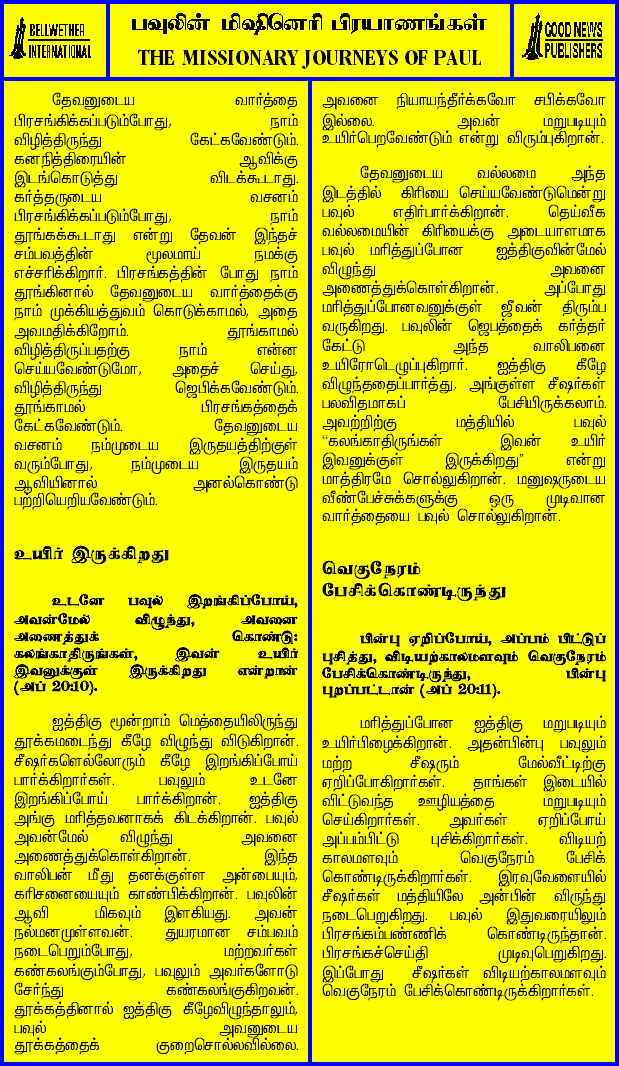 BELLWETHER
INTERNATIONAL
பவுலின் மிஷினெரி பிரயாணங்கள்
THE MISSIONARY JOURNEYS OF PAUL
GOOD NEWS
PUBLISHERS
தேவனுடைய வார்த்தை
பிரசங்கிக்கப்படும்போது, நாம்
விழித்திருந்து கேட்கவேண்டும்.
கனநித்திரையின் ஆவிக்கு
இடங்கொடுத்து விடக்கூடாது.
கர்த்தருடைய வசனம்
பிரசங்கிக்கப்படும்போது, நாம்
தூங்கக்கூடாது என்று தேவன் இந்தச்
சம்பவத்தின் மூலமாய் நமக்கு
எச்சரிக்கிறார். பிரசங்கத்தின் போது நாம்
தூங்கினால் தேவனுடைய வார்த்தைக்கு
நாம் முக்கியத்துவம் கொடுக்காமல், அதை
அவமதிக்கிறோம். தூங்காமல்
விழித்திருப்பதற்கு நாம் என்ன
செய்யவேண்டுமோ, அதைச் செய்து,
விழித்திருந்து ஜெபிக்கவேண்டும்.
தூங்காமல் பிரசங்கத்தைக்
கேட்கவேண்டும். தேவனுடைய
வசனம் நம்முடைய இருதயத்திற்குள்
வரும்போது, நம்முடைய இருதயம்
ஆவியினால் அனல்கொண்டு
பற்றியெறியவேண்டும்.
உயிர் இருக்கிறது
உடனே பவுல் இறங்கிப்போய்,
அவன்மேல் விழுந்து, அவனை
அணைத்துக் கொண்டு:
கலங்காதிருங்கள், இவன் உயிர்
இவனுக்குள் இருக்கிறது என்றான்
(அப் 20:10).
ஐத்திகு மூன்றாம் மெத்தையிலிருந்து
தூக்கமடைந்து கீழே விழுந்து விடுகிறான்.
சீஷர்களெல்லோரும் கீழே இறங்கிப்போய்
பார்க்கிறார்கள். பவுலும் உடனே
இறங்கிப்போய் பார்க்கிறான். ஐத்திகு
அங்கு மரித்தவனாகக் கிடக்கிறான். பவுல்
அவன்மேல் விழுந்து அவனை
அணைத்துக்கொள்கிறான். இந்த
வாலிபன் மீது தனக்குள்ள அன்பையும்,
கரிசனையையும் காண்பிக்கிறான். பவுலின்
ஆவி மிகவும் இளகியது. அவன்
நல்மனமுள்ளவன். துயரமான சம்பவம்
நடைபெறும்போது, மற்றவர்கள்
கண்கலங்கும்போது, பவுலும் அவர்களோடு
சேர்ந்து கண்கலங்குகிறவன்.
தூக்கத்தினால் ஐத்திகு கீழேவிழுந்தாலும்,
பவுல் அவனுடைய
தூக்கத்தைக் குறைசொல்லவில்லை.
அவனை நியாயந்தீர்க்கவோ சபிக்கவோ
இல்லை. அவன் மறுபடியும்
உயிர்பெறவேண்டும் என்று விரும்புகிறான்.
தேவனுடைய வல்லமை அந்த
இடத்தில் கிரியை செய்யவேண்டுமென்று
பவுல் எதிர்பார்க்கிறான். தெய்வீக
வல்லமையின் கிரியைக்கு அடையாளமாக
பவுல் மரித்துப்போன ஐத்திகுவின்மேல்
விழுந்து அவனை
அணைத்துக்கொள்கிறான். அப்போது
மரித்துப்போனவனுக்குள் ஜீவன் திரும்ப
வருகிறது. பவுலின் ஜெபத்தைக் கர்த்தர்
கேட்டு அந்த வாலிபனை
உயிரோடெழுப்புகிறார். ஐத்திகு கீழே
விழுந்ததைப்பார்த்து, அங்குள்ள சீஷர்கள்
பலவிதமாகப் பேசியிருக்கலாம்.
அவற்றிற்கு மத்தியில் பவுல்
“கலங்காதிருங்கள் இவன் உயிர்
இவனுக்குள் இருக்கிறது” என்று
மாத்திரமே சொல்லுகிறான். மனுஷருடைய
வீண்பேச்சுக்களுக்கு ஒரு முடிவான
வார்த்தையை பவுல் சொல்லுகிறான்.
வெகுநேரம்
பேசிக்கொண்டிருந்து
பின்பு ஏறிப்போய், அப்பம் பிட்டுப்
புசித்து, விடியற்காலமளவும் வெகுநேரம்
பேசிக்கொண்டிருந்து, பின்பு
புறப்பட்டான் (அப் 20:11).
மரித்துப்போன ஐத்திகு மறுபடியும்
உயிர்பிழைக்கிறான். அதன்பின்பு பவுலும்
மற்ற சீஷரும் மேல்வீட்டிற்கு
ஏறிப்போகிறார்கள். தாங்கள் இடையில்
விட்டுவந்த ஊழியத்தை மறுபடியும்
செய்கிறார்கள். அவர்கள் ஏறிப்போய்
அப்பம்பிட்டு புசிக்கிறார்கள். விடியற்
காலமளவும் வெகுநேரம் பேசிக்
கொண்டிருக்கிறார்கள். இரவுவேளையில்
சீஷர்கள் மத்தியிலே அன்பின் விருந்து
நடைபெறுகிறது. பவுல் இதுவரையிலும்
பிரசங்கம்பண்ணிக் கொண்டிருந்தான்.
பிரசங்கச்செய்தி முடிவுபெறுகிறது.
இப்போது சீஷர்கள் விடியற்காலமளவும்
வெகுநேரம் பேசிக்கொண்டிருக்கிறார்கள்.